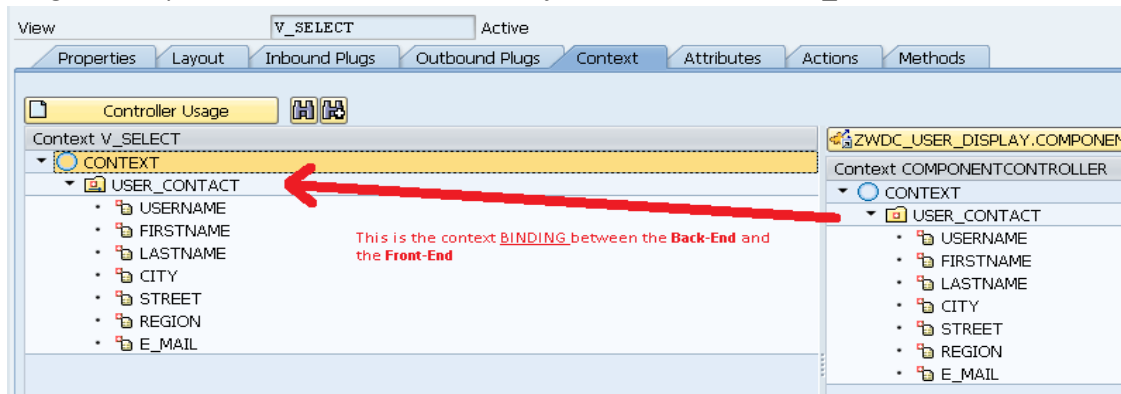 View V_SELECT Active
Properties Layout Inbound Plugs Outbound Plugs Context Attributes Actions Methods
Controller Usage
Context V_SELECT
CONTEXT
USER_CONTACT
USERNAME
FIRSTNAME
LASTNAME
CITY
STREET
REGION
E_MAIL
This is the context BINDING between the Back-End and
the Front-End
ZWDC_USER_DISPLAY.COMPONEN
Context COMPONENTCONTROLLER
CONTEXT
USER_CONTACT
USERNAME
FIRSTNAME
LASTNAME
CITY
STREET
REGION
E_MAIL